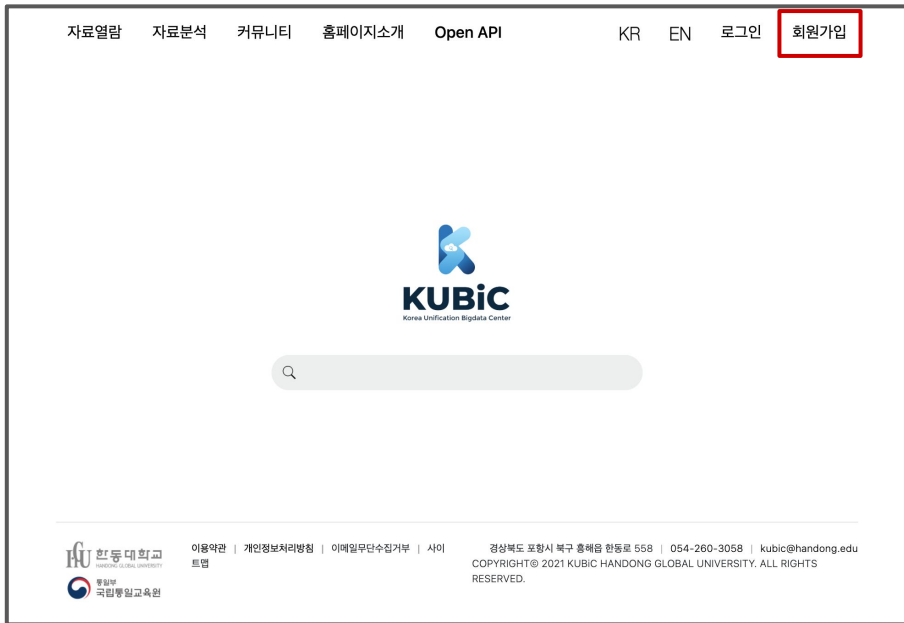 자료열람 자료분석 커뮤니티 홈페이지소개 Open API KR EN 로그인 회원가입
KUBiC
Korea Unification Bigdata Center
한동대학교
HANDONG GLOBAL UNIVERSITY
통일부
국립통일교육원
이용약관 | 개인정보처리방침 | 이메일무단수집거부 | 사이
트맵
경상북도 포항시 북구 흥해읍 한동로 558 | 054-260-3058 | kubic@handong.edu
COPYRIGHT© 2021 KUBiC HANDONG GLOBAL UNIVERSITY. ALL RIGHTS
RESERVED.